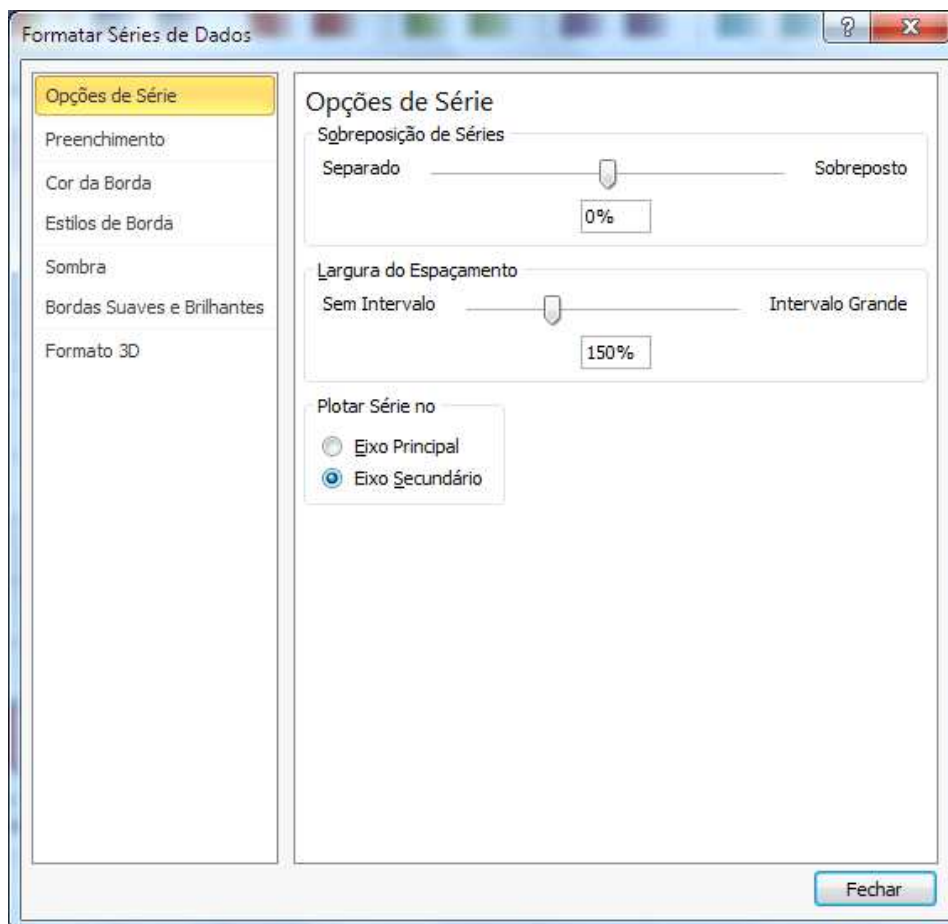 Formatar Séries de Dados
?
Opções de Série
Preenchimento
Cor da Borda
Estilos de Borda
Sombra
Bordas Suaves e Brilhantes
Formato 3D
Opções de Série
Sobreposição de Séries
Separado
Sobreposto
0%
Largura do Espaçamento
Sem Intervalo
Intervalo Grande
150%
Plotar Série no
Eixo Principal
Eixo Secundário
Fechar